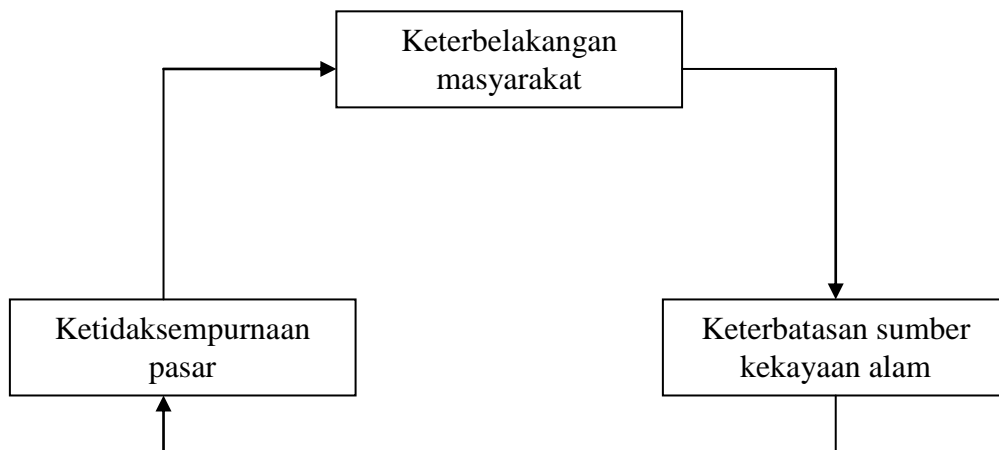 Keterbelakangan
masyarakat
Ketidaksempurnaan
pasar
Keterbatasan sumber
kekayaan alam